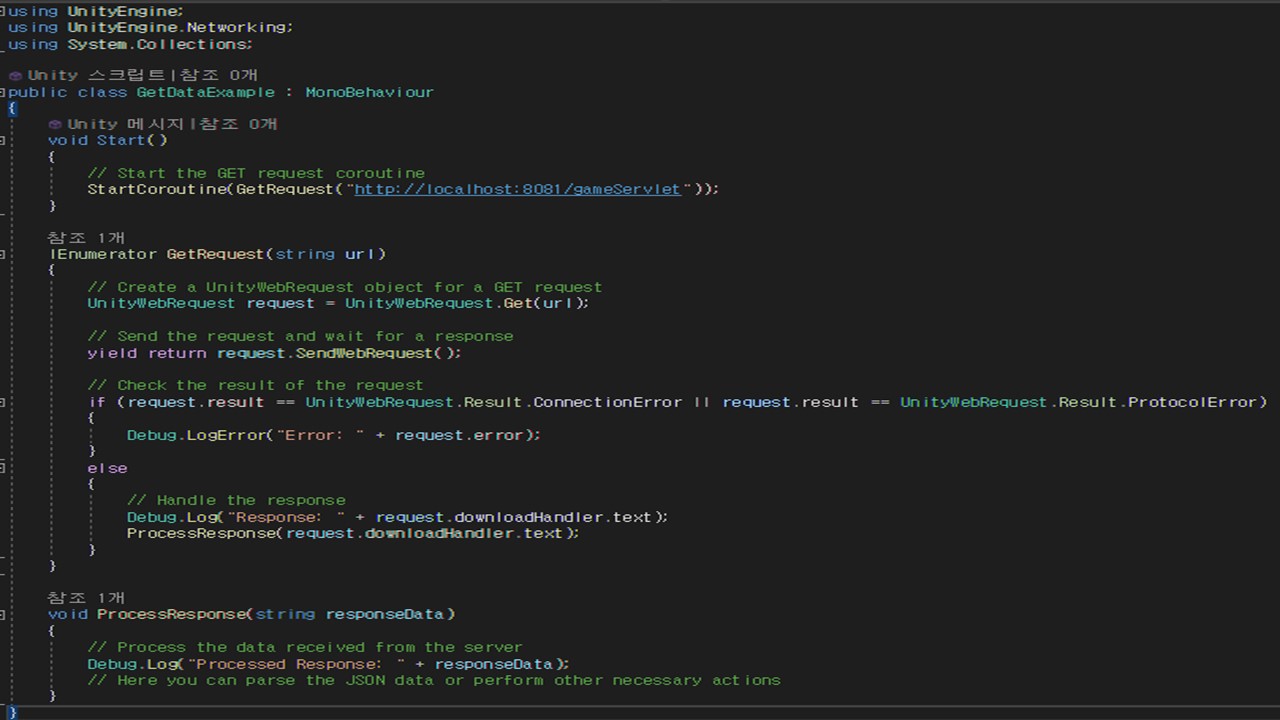 using UnityEngine;
using UnityEngine.Networking;
using System.Collections;
Unity 스크립트|참조 0개
public class GetDataExample : MonoBehaviour
{
Unity 메시지|참조 0개
void Start()
{
// Start the GET request coroutine
StartCoroutine(GetRequest("http://localhost:8081/gameServlet"));
}
참조 1개
IEnumerator GetRequest(string url)
{
// Create a UnityWebRequest object for a GET request
UnityWebRequest request = UnityWebRequest.Get(url);
// Send the request and wait for a response
yield return request.SendWebRequest();
// Check the result of the request
if (request.result == UnityWebRequest.Result.ConnectionError || request.result == UnityWebRequest.Result.ProtocolError)
{
Debug.LogError("Error: " + request.error);
}
else
{
// Handle the response
Debug.Log("Response: " + request.downloadHandler.text);
ProcessResponse(request.downloadHandler.text);
}
}
참조 1개
void ProcessResponse(string responseData)
{
// Process the data received from the server
Debug.Log("Processed Response: " + responseData);
// Here you can parse the JSON data or perform other necessary actions
}
}